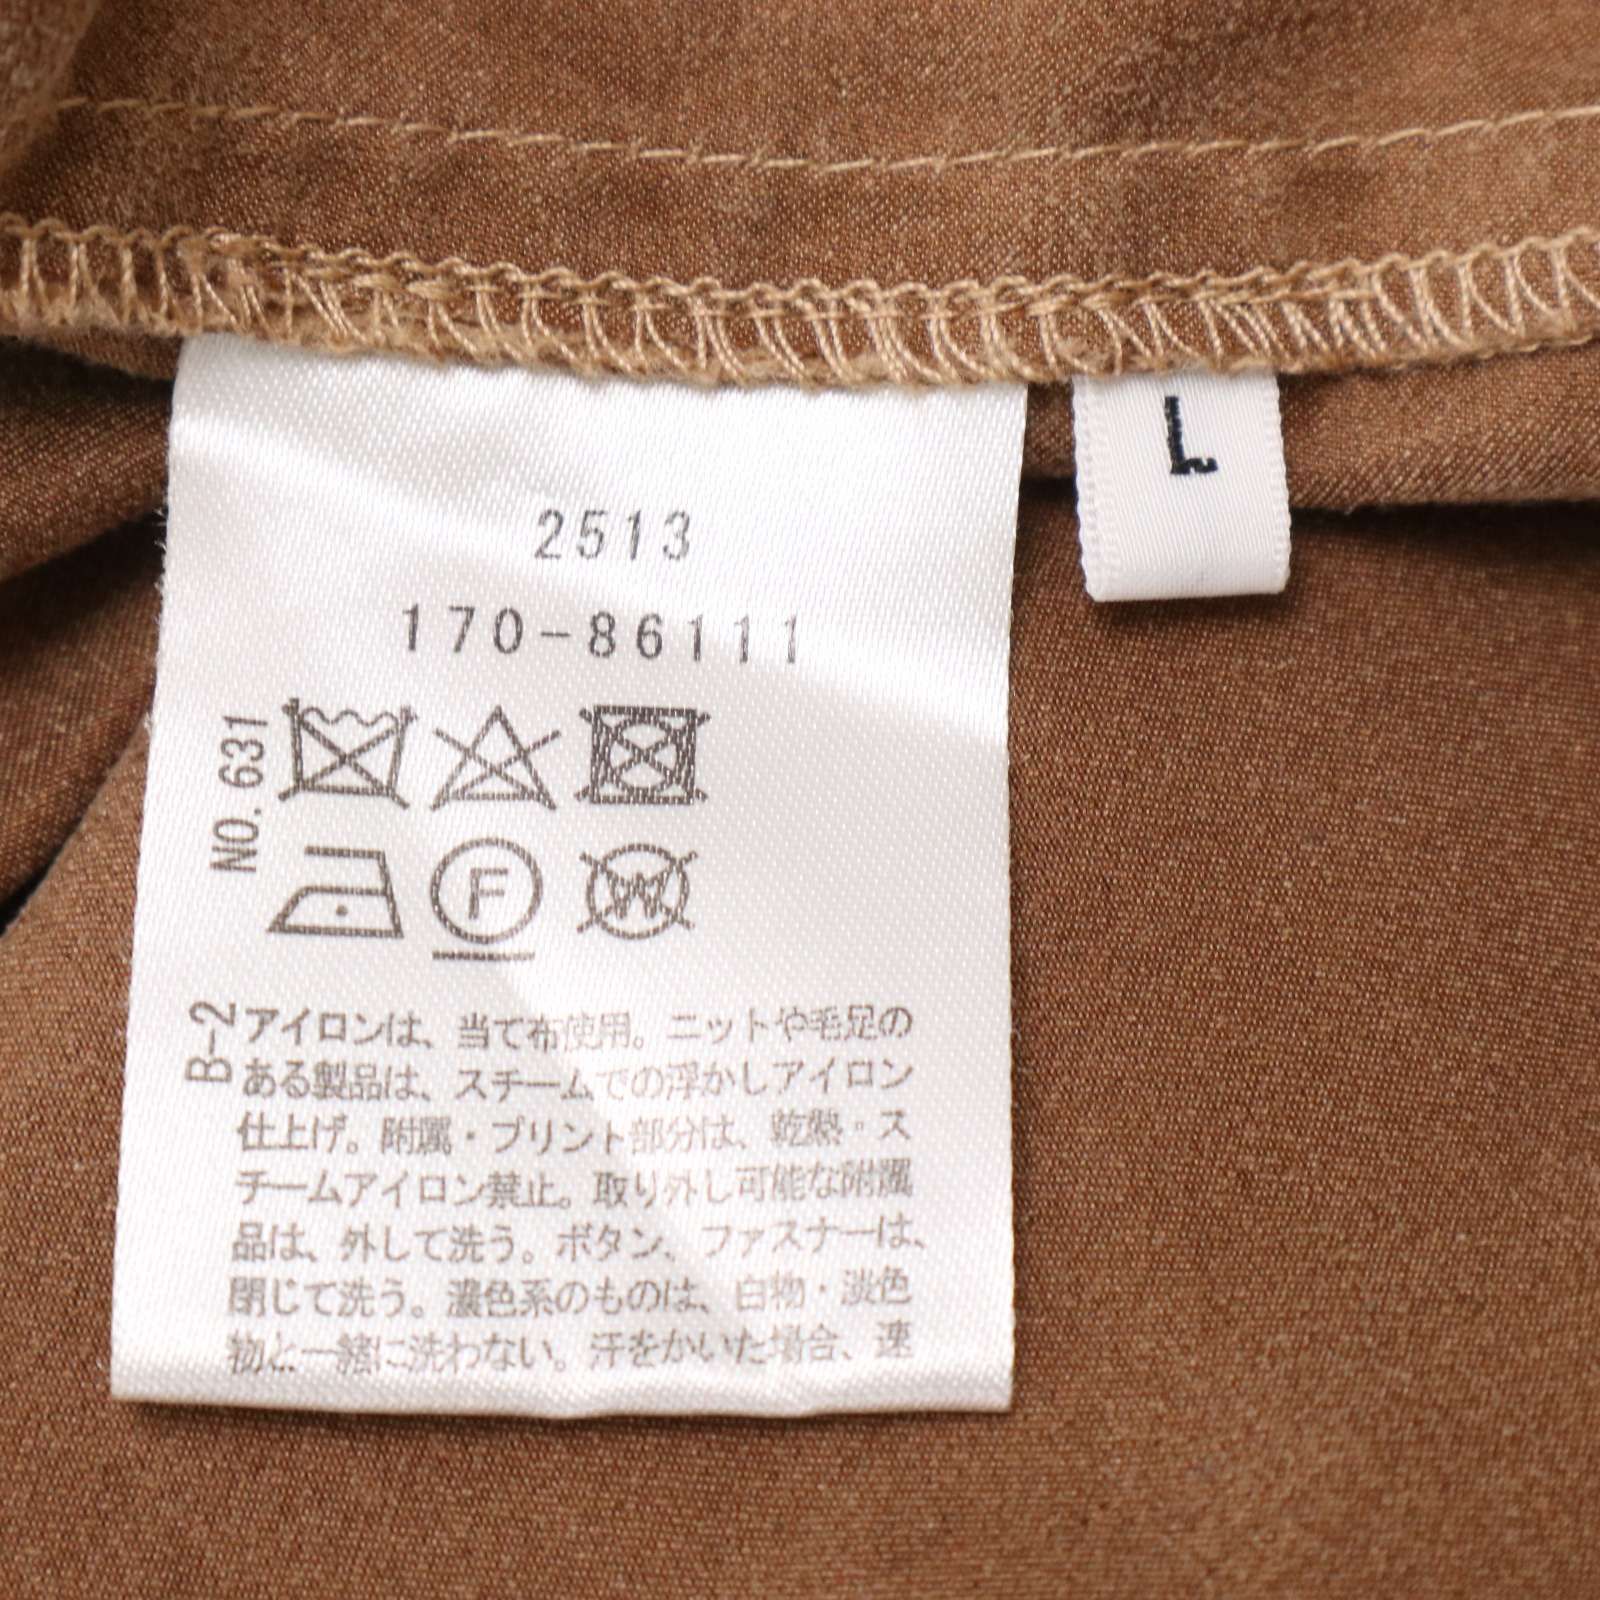 L
2513
170-86111
NO. 631
F
W
B-2
アイロンは、当て布使用。ニットや毛足の
ある製品は、スチームでの浮かしアイロン
仕上げ。附属・プリント部分は、乾熱・ス
チームアイロン禁止。取り外し可能な附属
品は、外して洗う。ボタン、ファスナーは、
閉じて洗う。濃色系のものは、白物・淡色
物と一緒に洗わない。汗をかいた場合、速